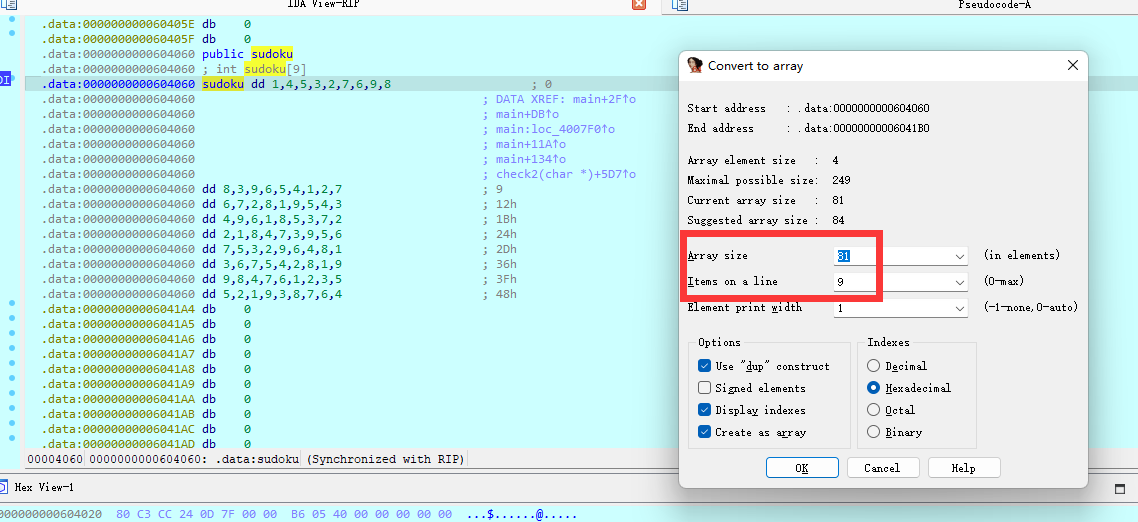 IDA View-RIP
Pseudocode-A
.data:000000000060405E db    0
.data:000000000060405F db    0
.data:0000000000604060 public sudoku
.data:0000000000604060 ; int sudoku[9]
.data:0000000000604060 sudoku dd 1,4,5,3,2,7,6,9,8                    ; 0
.data:0000000000604060                                         ; DATA XREF: main+2F↑o
.data:0000000000604060                                         ; main+DB↑o
.data:0000000000604060                                         ; main:loc_4007F0↑o
.data:0000000000604060                                         ; main+11A↑o
.data:0000000000604060                                         ; main+134↑o
.data:0000000000604060                                         ; check2(char *)+5D7↑o
.data:0000000000604060 dd 8,3,9,6,5,4,1,2,7                    ; 9
.data:0000000000604060 dd 6,7,2,8,1,9,5,4,3                    ; 12h
.data:0000000000604060 dd 4,9,6,1,8,5,3,7,2                    ; 1Bh
.data:0000000000604060 dd 2,1,8,4,7,3,9,5,6                    ; 24h
.data:0000000000604060 dd 7,5,3,2,9,6,4,8,1                    ; 2Dh
.data:0000000000604060 dd 3,6,7,5,4,2,8,1,9                    ; 36h
.data:0000000000604060 dd 9,8,4,7,6,1,2,3,5                    ; 3Fh
.data:0000000000604060 dd 5,2,1,9,3,8,7,6,4                    ; 48h
.data:00000000006041A4 db    0
.data:00000000006041A5 db    0
.data:00000000006041A6 db    0
.data:00000000006041A7 db    0
.data:00000000006041A8 db    0
.data:00000000006041A9 db    0
.data:00000000006041AA db    0
.data:00000000006041AB db    0
.data:00000000006041AC db    0
.data:00000000006041AD db    0
00004060 0000000000604060: .data:sudoku (Synchronized with RIP)
Hex View-1
000000000604020  80 C3 CC 24 0D 7F 00 00  B6 05 40 00 00 00 00 00  ...$......@.....
Convert to array
Start address : .data:0000000000604060
End address : .data:00000000006041B0
Array element size : 4
Maximal possible size: 249
Current array size : 81
Suggested array size : 84
Array size 81 (in elements)
Items on a line 9 (0-max)
Element print width 1 (-1-none,0-auto)
Options
Use "dup" construct
Signed elements
Display indexes
Create as array
Indexes
Decimal
Hexadecimal
Octal
Binary
OK Cancel Help